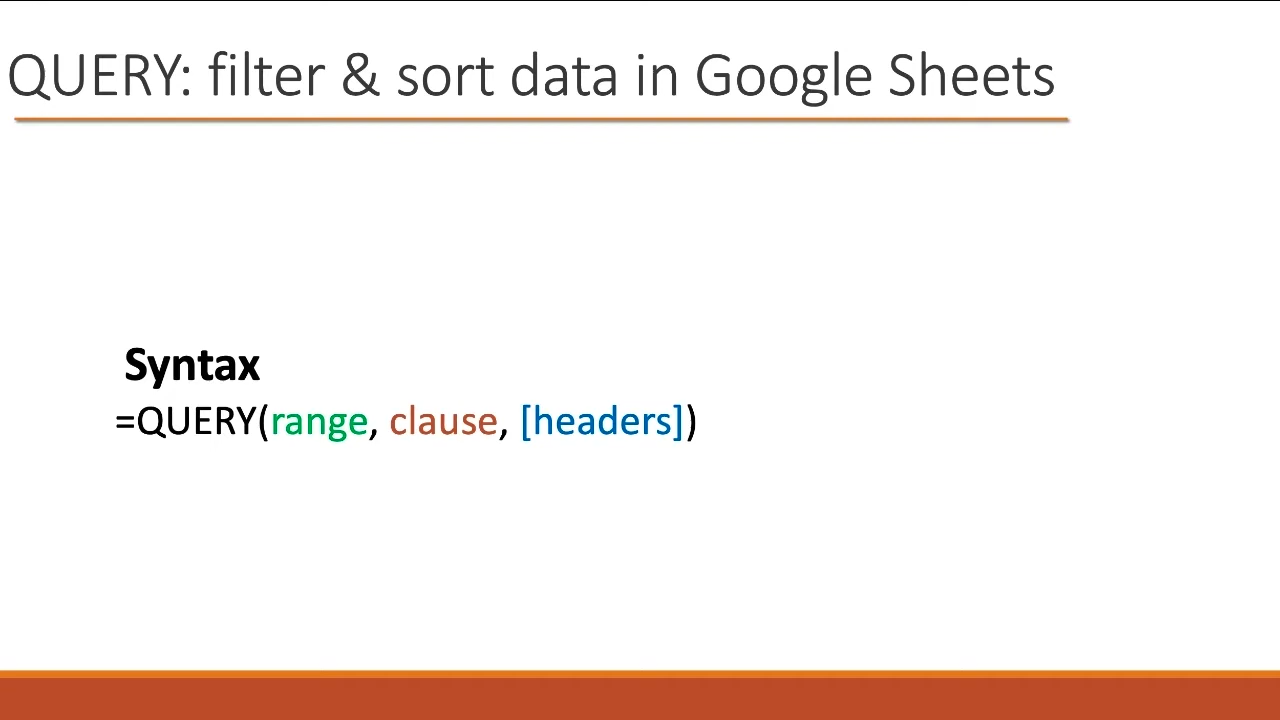 QUERY: filter & sort data in Google Sheets
Syntax
=QUERY(range, clause, [headers])